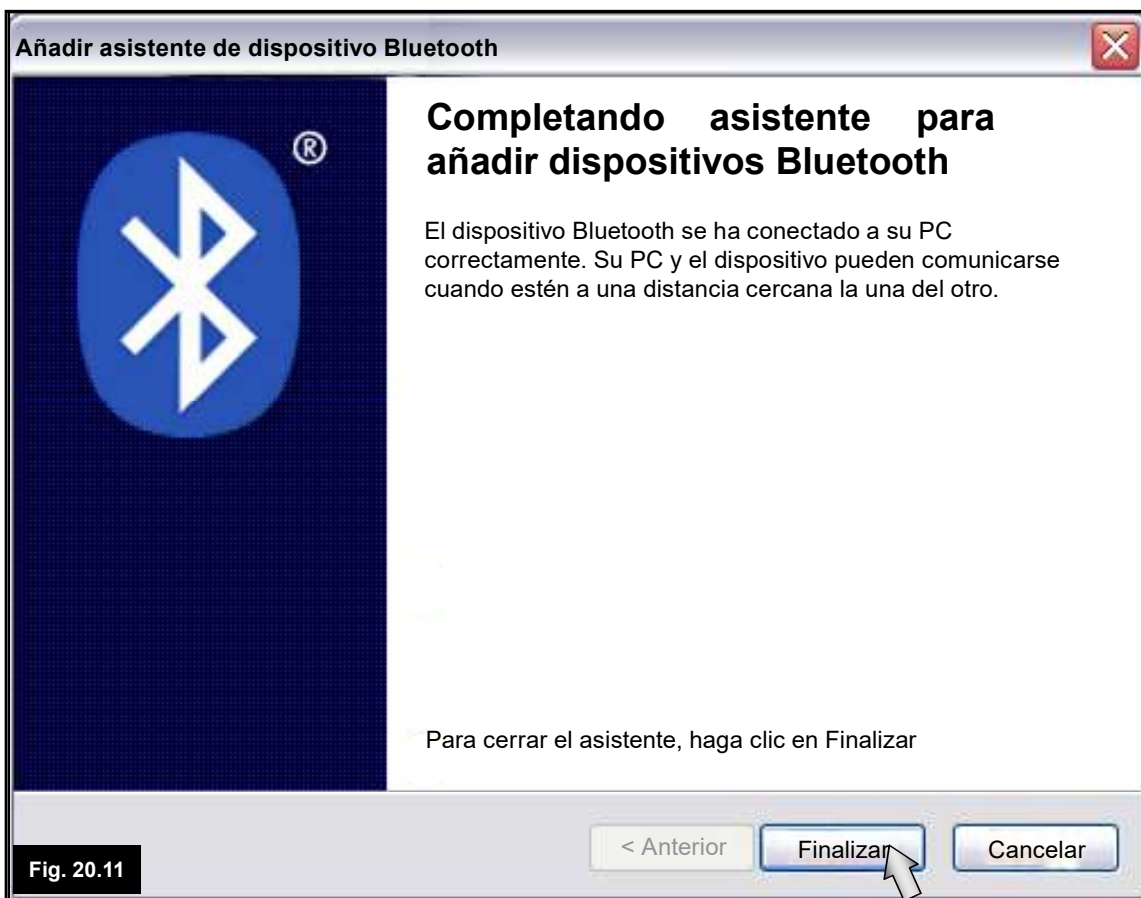 Añadir asistente de dispositivo Bluetooth
®
Completando asistente para
añadir dispositivos Bluetooth
El dispositivo Bluetooth se ha conectado a su PC
correctamente. Su PC y el dispositivo pueden comunicarse
cuando estén a una distancia cercana la una del otro.
Para cerrar el asistente, haga clic en Finalizar
< Anterior
Finalizar
Cancelar
Fig. 20.11